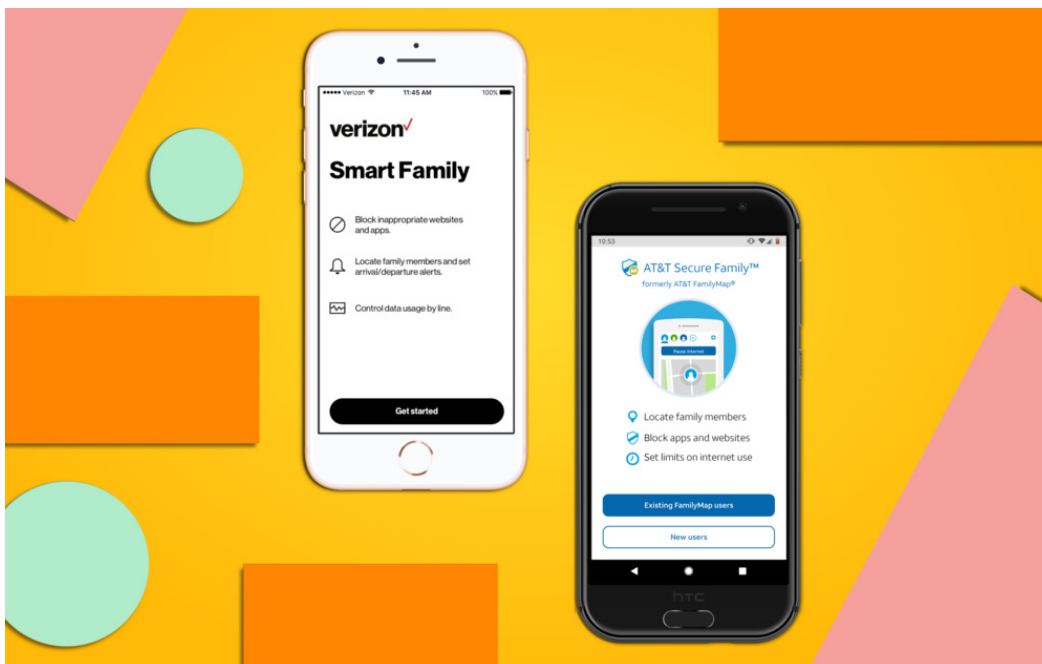 Verizon
11:45 AM
100%
verizon
Smart Family
Block inappropriate websites
and apps.
Locate family members and set
arrival/departure alerts.
Control data usage by line.
Get started
10:53
AT&T Secure Family™
formerly AT&T FamilyMap®
Pause internet
Locate family members
Block apps and websites
Set limits on internet use
Existing FamilyMap users
New users
hTC